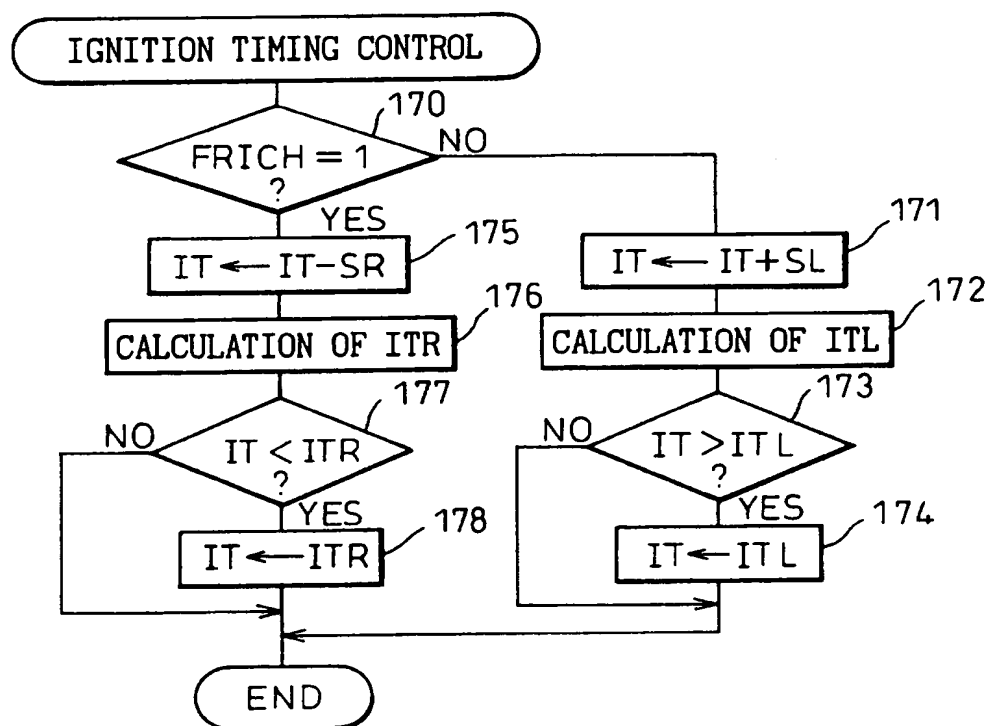 IGNITION TIMING CONTROL
170
FRICH = 1
?
NO
YES
175
IT ← IT-SR
176
CALCULATION OF ITR
177
NO
IT < ITR
?
YES
178
IT ← ITR
171
IT ← IT+SL
172
CALCULATION OF ITL
173
NO
IT > ITL
?
YES
174
IT ← ITL
END